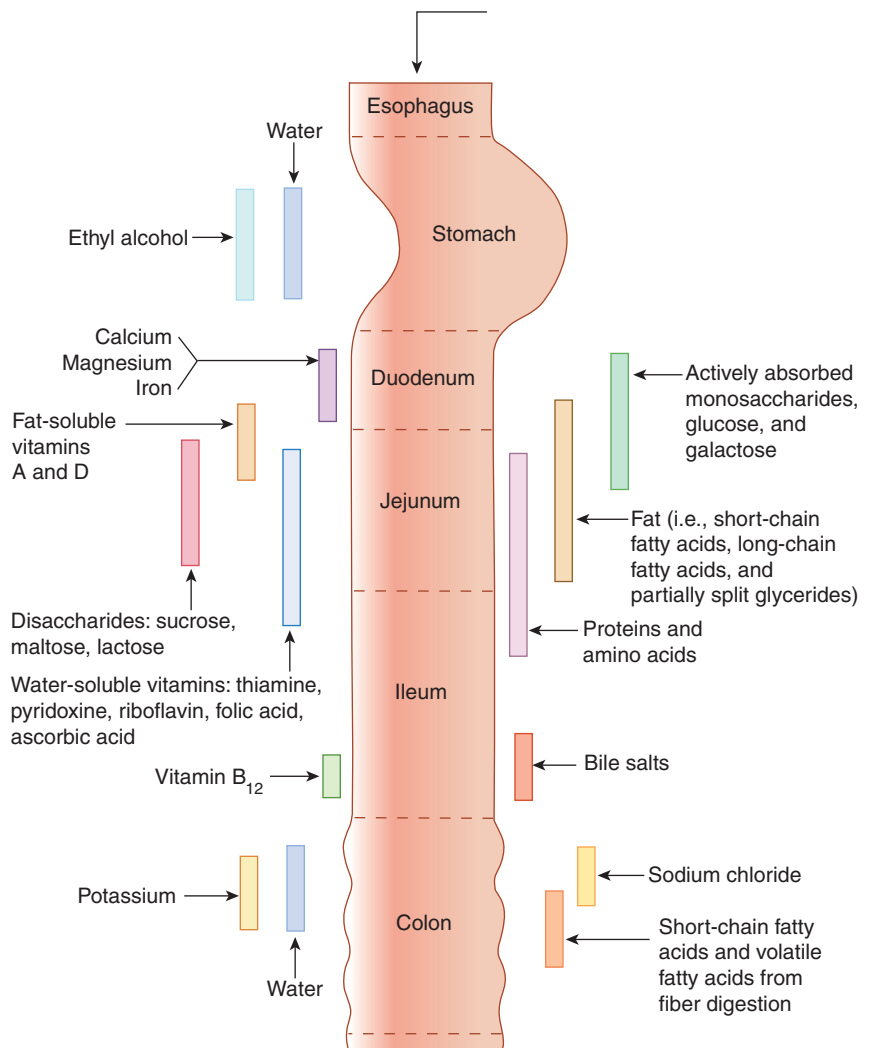 Esophagus
Water
Stomach
Ethyl alcohol
Calcium
Magnesium
Iron
Duodenum
Actively absorbed
monosaccharides,
glucose, and
galactose
Fat-soluble
vitamins
A and D
Jejunum
Fat (i.e., short-chain
fatty acids, long-chain
fatty acids, and
partially split glycerides)
Disaccharides: sucrose,
maltose, lactose
Proteins and
amino acids
Water-soluble vitamins: thiamine,
pyridoxine, riboflavin, folic acid,
ascorbic acid
Ileum
Vitamin B12
Bile salts
Potassium
Sodium chloride
Colon
Short-chain fatty
acids and volatile
fatty acids from
fiber digestion
Water